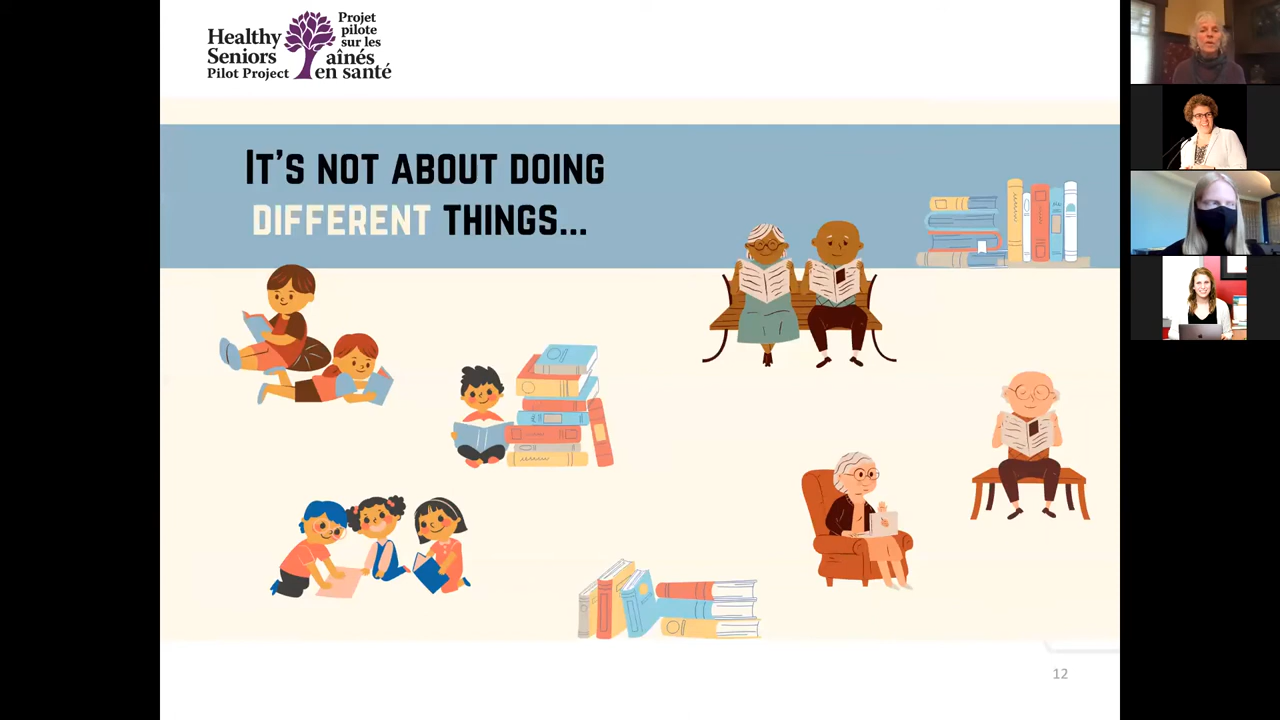 Healthy
Seniors
Pilot Project
Projet
pilote
sur les
aînés
en santé
IT'S NOT ABOUT DOING
DIFFERENT THINGS...
12